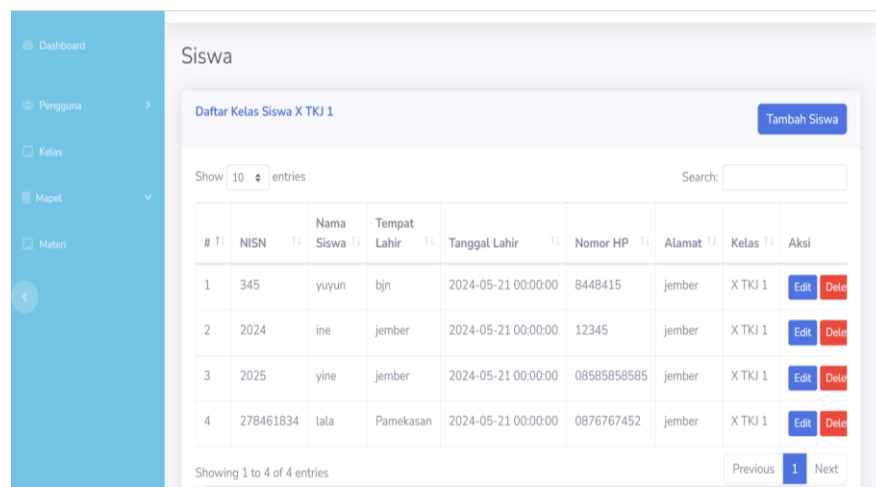 Dashboard
Pengguna
Kelas
Mapel
Materi
Siswa
Daftar Kelas Siswa X TKJ 1
Tambah Siswa
Show 10 entries
Search:
# NISN Nama Siswa Tempat Lahir Tanggal Lahir Nomor HP Alamat Kelas Aksi
1 345 yuyun bjn 2024-05-21 00:00:00 8448415 jember X TKJ 1 Edit Dele
2 2024 ine jember 2024-05-21 00:00:00 12345 jember X TKJ 1 Edit Dele
3 2025 yine jember 2024-05-21 00:00:00 08585858585 jember X TKJ 1 Edit Dele
4 278461834 lala Pamekasan 2024-05-21 00:00:00 0876767452 jember X TKJ 1 Edit Dele
Showing 1 to 4 of 4 entries
Previous 1 Next